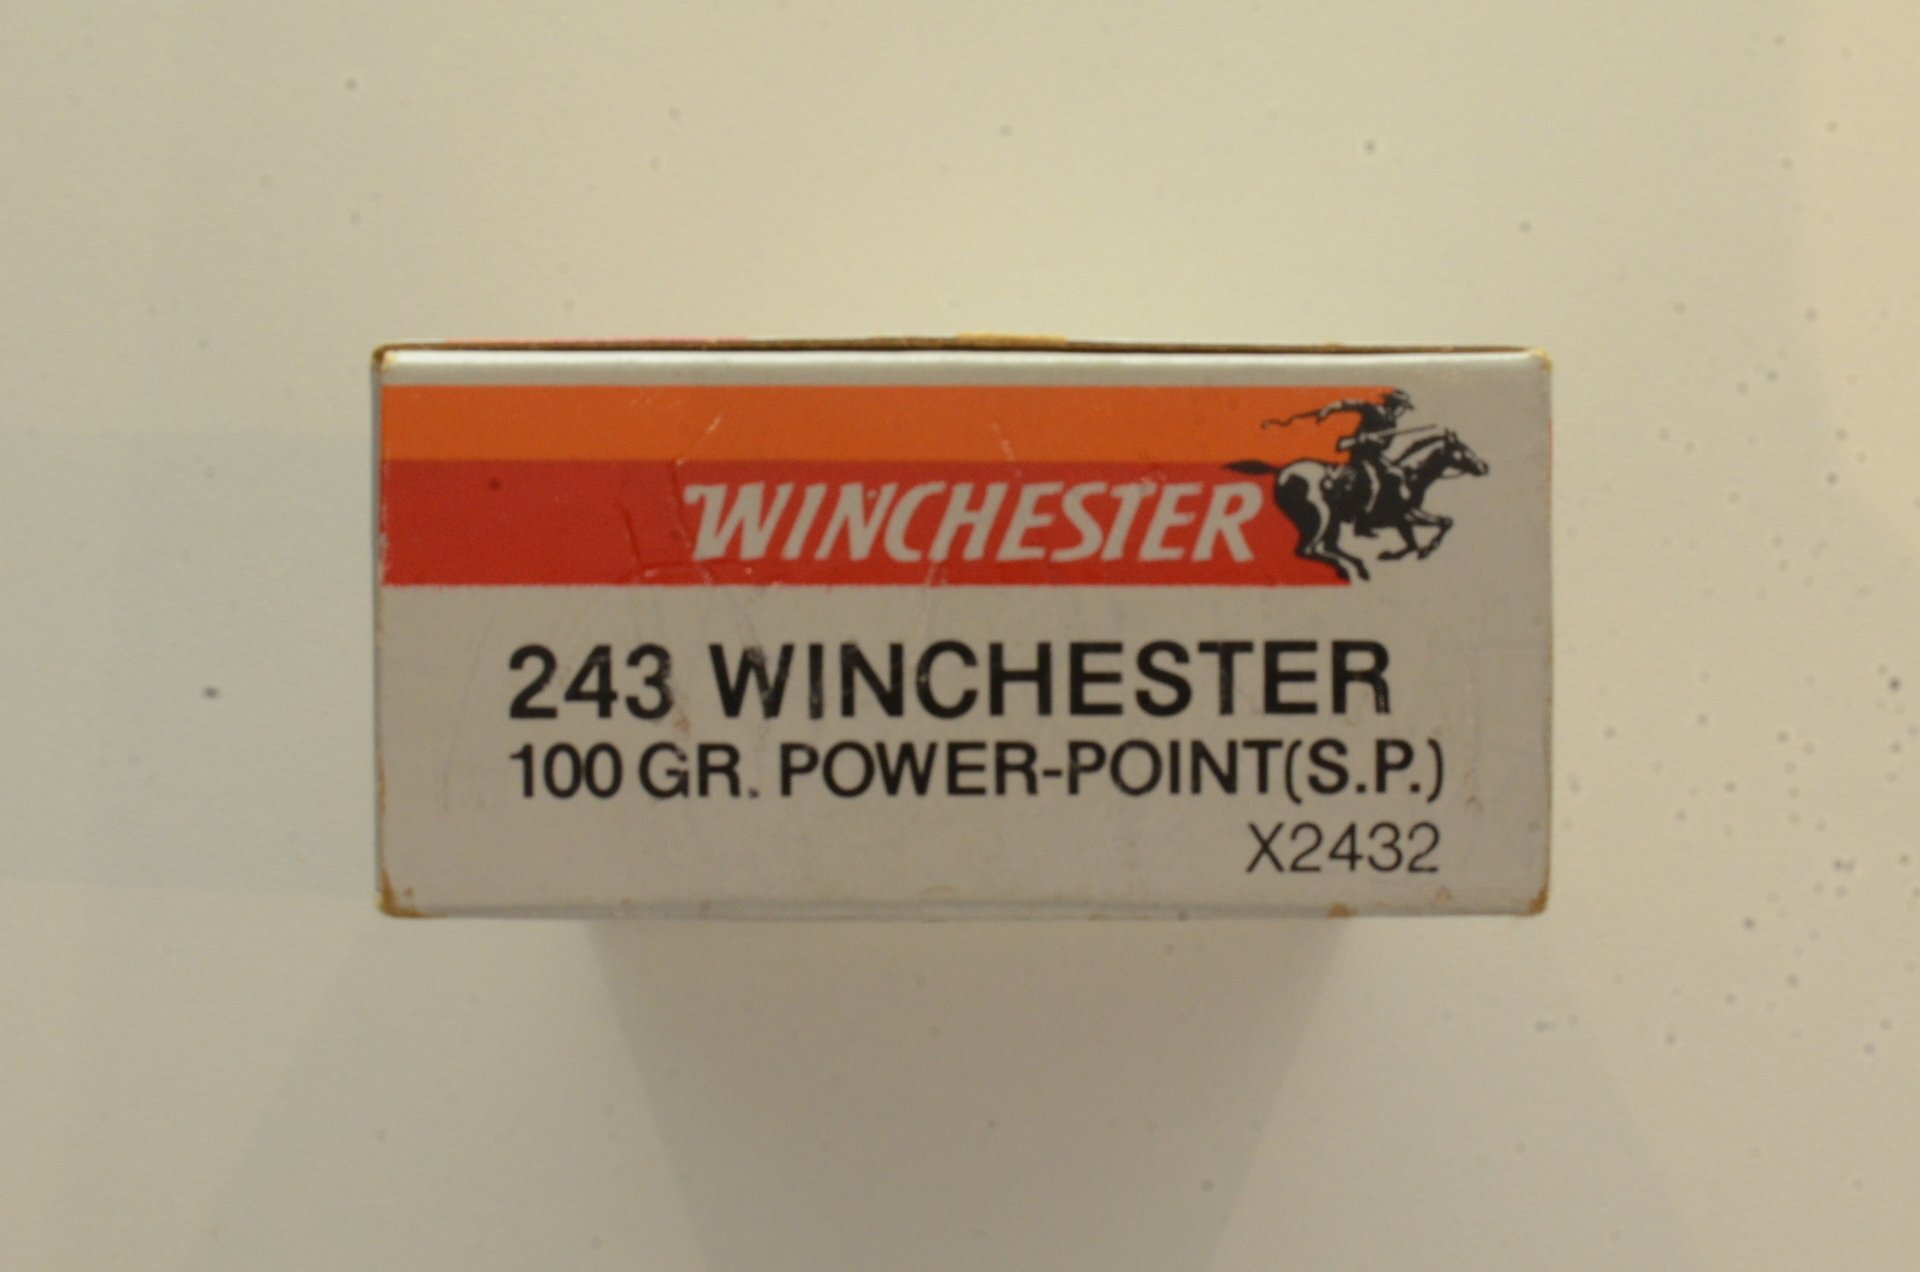 WINCHESTER
243 WINCHESTER
100 GR. POWER-POINT(S.P.)
X2432